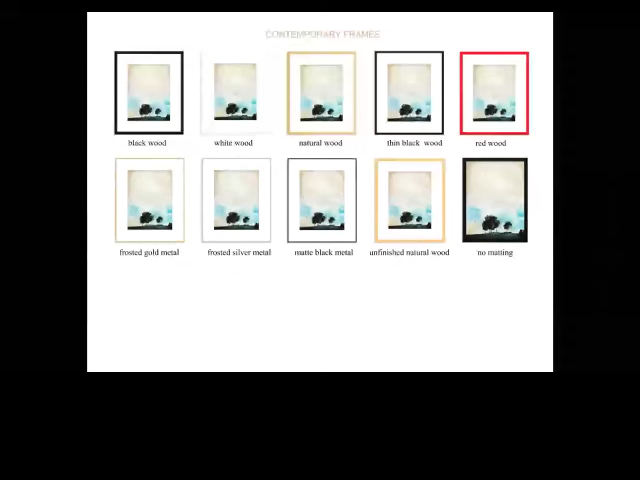 CONTEMPORARY FRAMES
black wood
white wood
natural wood
thin black wood
red wood
frosted gold metal
frosted silver metal
matte black metal
unfinished natural wood
no matting